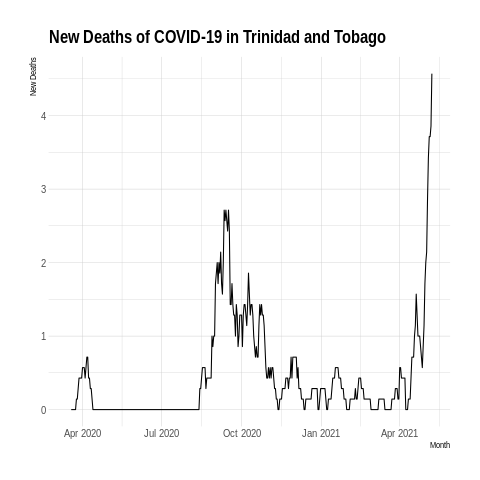 New Deaths of COVID-19 in Trinidad and Tobago
New Deaths
4
3
2
1
0
Apr 2020 Jul 2020 Oct 2020 Jan 2021 Apr 2021
Month